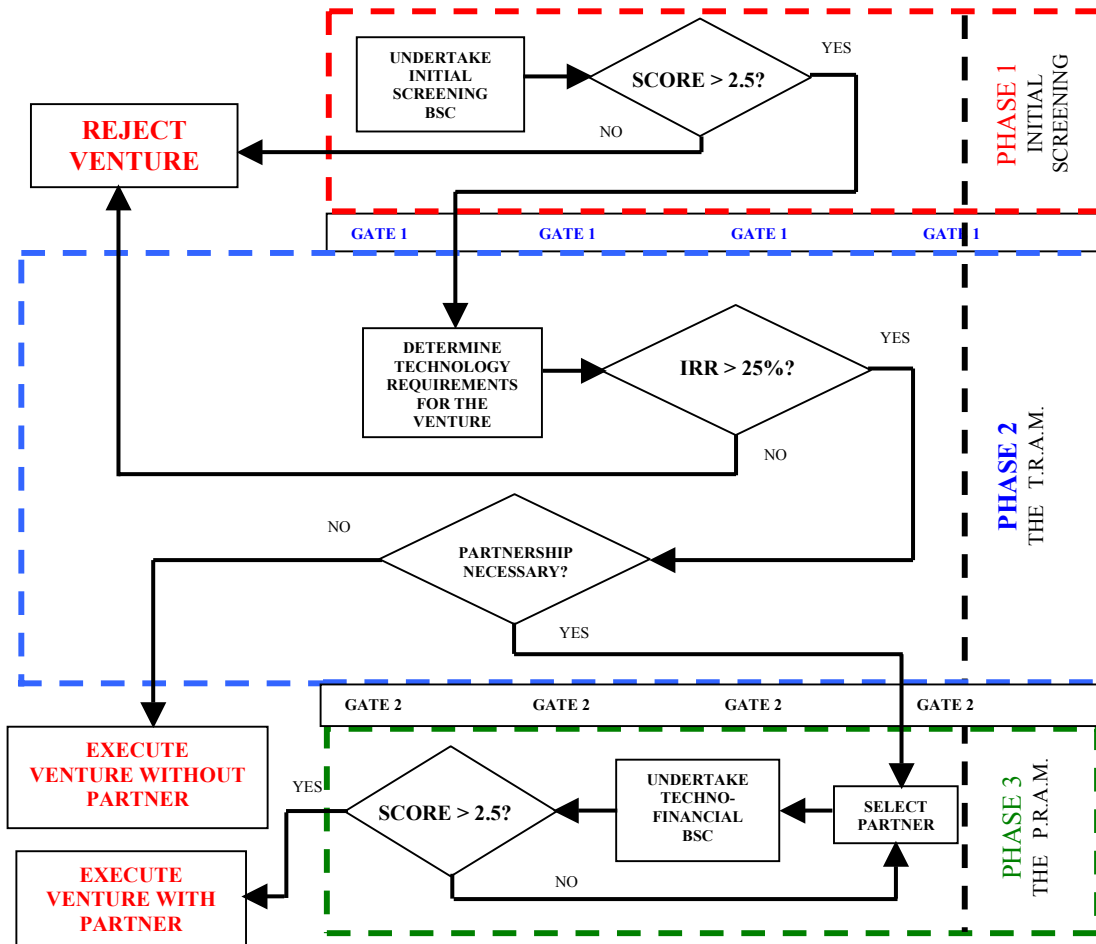 UNDERTAKE
INITIAL
SCREENING
BSC
SCORE > 2.5?
YES
NO
REJECT
VENTURE
PHASE 1
INITIAL
SCREENING
GATE 1
GATE 1
GATE 1
GATE 1
DETERMINE
TECHNOLOGY
REQUIREMENTS
FOR THE
VENTURE
IRR > 25%?
YES
NO
PARTNERSHIP
NECESSARY?
NO
YES
PHASE 2
THE T.R.A.M.
GATE 2
GATE 2
GATE 2
GATE 2
EXECUTE
VENTURE WITHOUT
PARTNER
YES
SCORE > 2.5?
UNDERTAKE
TECHNO-
FINANCIAL
BSC
SELECT
PARTNER
NO
EXECUTE
VENTURE WITH
PARTNER
PHASE 3
THE P.R.A.M.